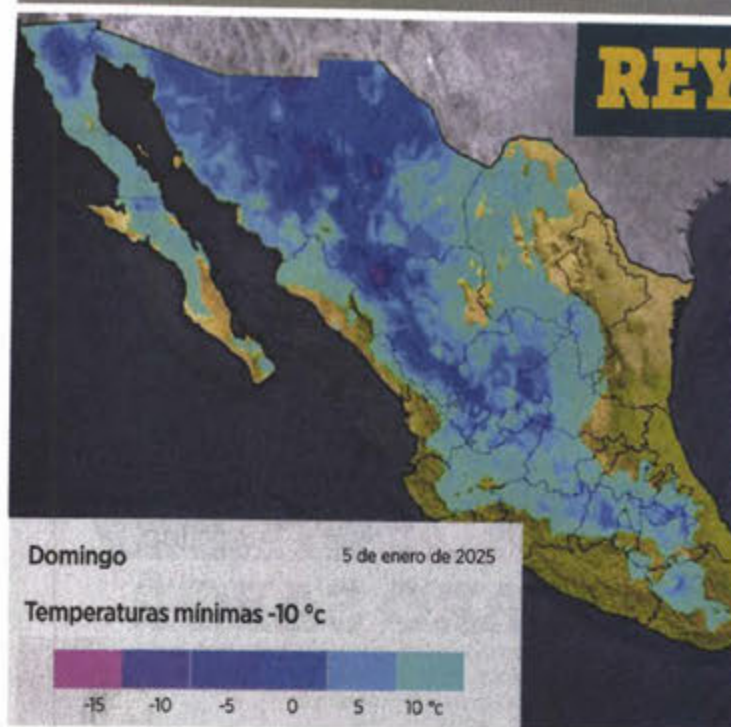 REY
Domingo
5 de enero de 2025
Temperaturas mínimas -10 °c
-15 -10 -5 0 5 10 °c